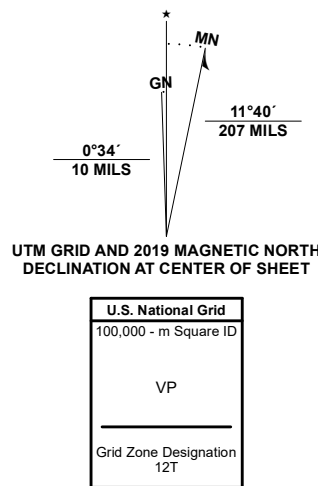 ★
MN
GN
11°40´
207 MILS
0°34´
10 MILS
UTM GRID AND 2019 MAGNETIC NORTH
DECLINATION AT CENTER OF SHEET
U.S. National Grid
100,000 - m Square ID
VP
Grid Zone Designation
12T